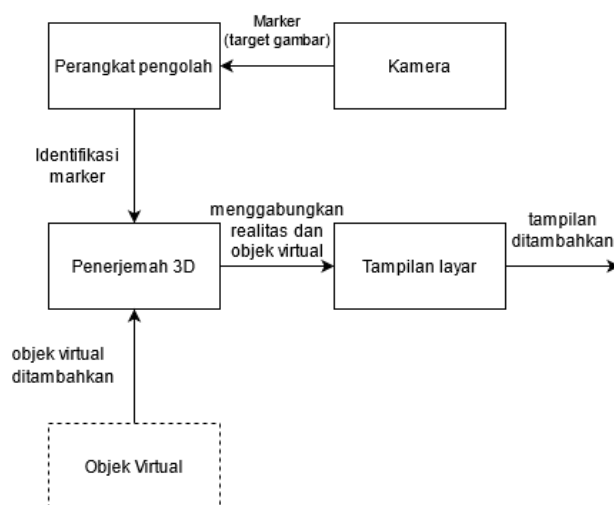 Marker
(target gambar)
Perangkat pengolah
Kamera
Identifikasi
marker
menggabungkan
realitas dan
objek virtual
tampilan
ditambahkan
Penerjemah 3D
Tampilan layar
objek virtual
ditambahkan
Objek Virtual